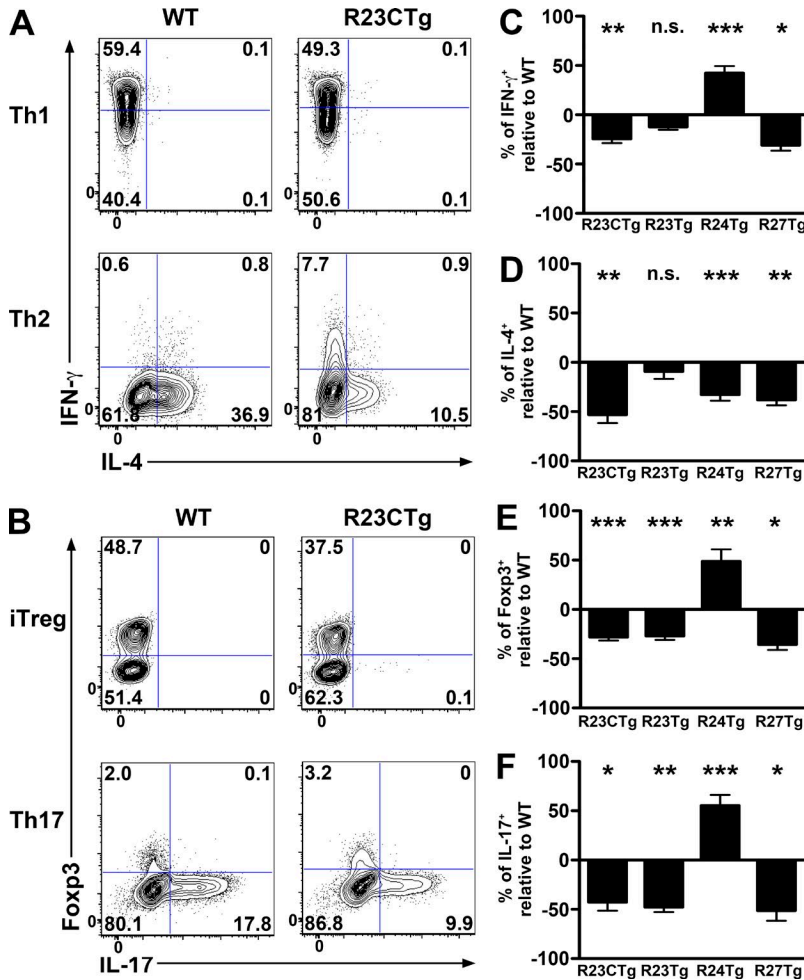 A
WT
R23CTg
Th1
59.4 0.1
40.4 0.1
0
0
49.3 0.1
50.6 0.1
0
0
Th2
0.6 0.8
61.8 36.9
0
0
7.7 0.9
81 10.5
0
0
IFN-γ
IL-4
B
WT
R23CTg
iTreg
48.7 0
51.4 0
0
0
37.5 0
62.3 0.1
0
0
Th17
2.0 0.1
80.1 17.8
0
0
3.2 0
86.8 9.9
0
0
Foxp3
IL-17
C
** n.s. *** *
% of IFN-γ+
relative to WT
100
50
0
-50
-100
R23CTg R23Tg R24Tg R27Tg
D
** n.s. *** **
% of IL-4+
relative to WT
100
50
0
-50
-100
R23CTg R23Tg R24Tg R27Tg
E
*** *** ** *
% of Foxp3+
relative to WT
100
50
0
-50
-100
R23CTg R23Tg R24Tg R27Tg
F
* ** *** *
% of IL-17+
relative to WT
100
50
0
-50
-100
R23CTg R23Tg R24Tg R27Tg